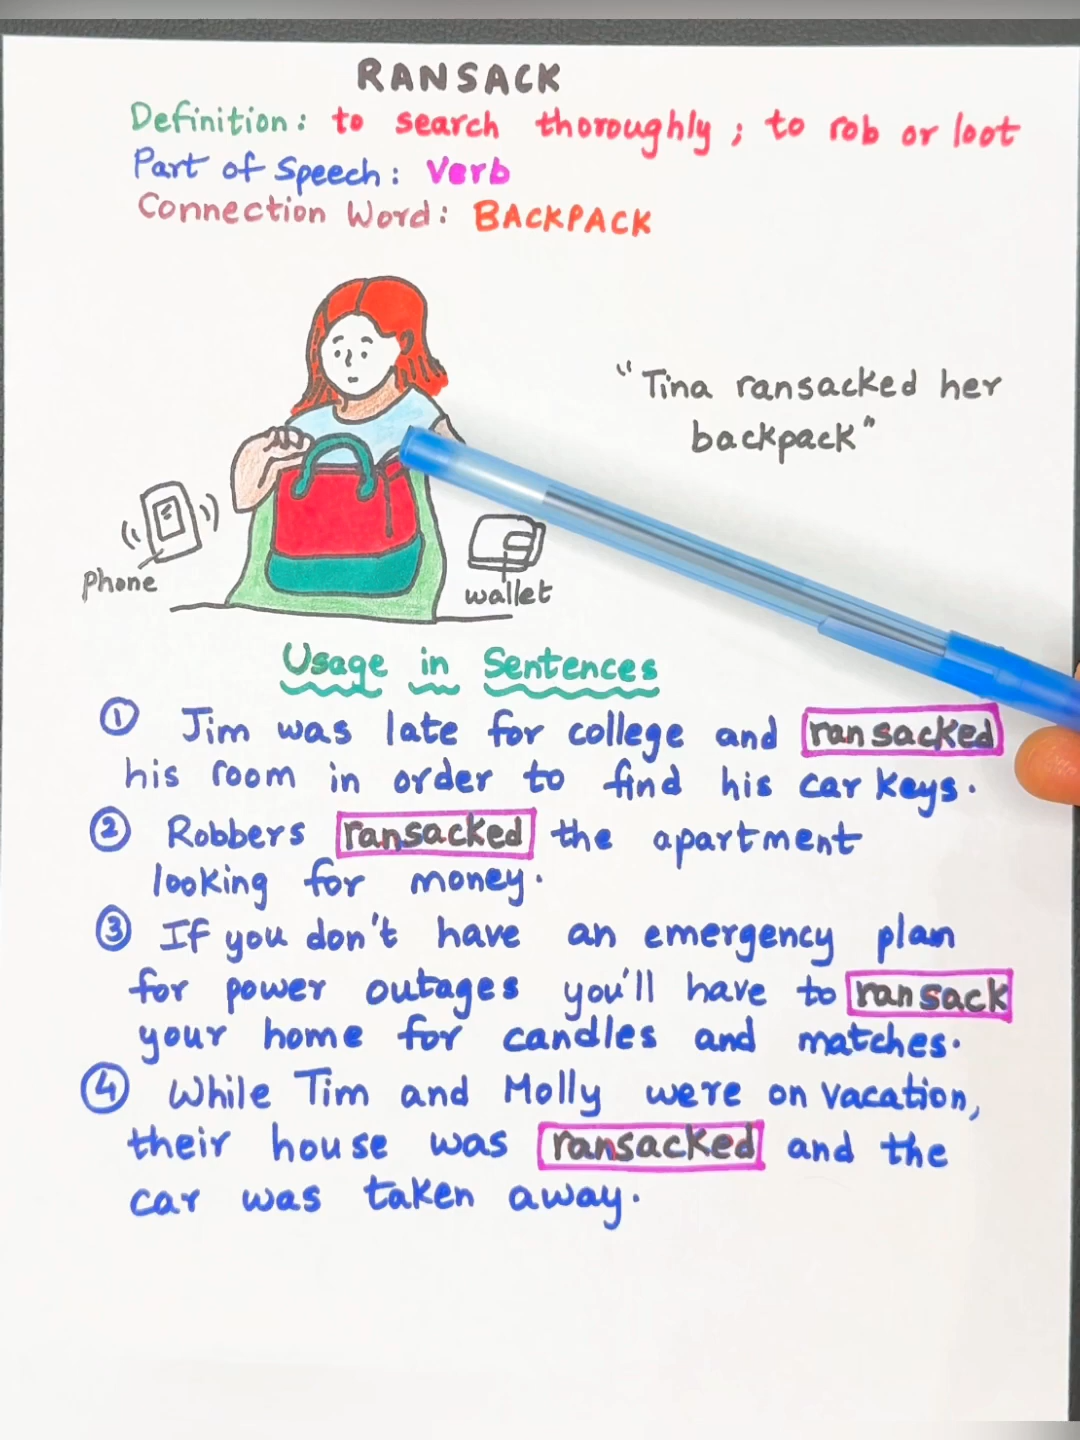 RANSACK
Definition: to search thoroughly; to rob or loot
Part of Speech: Verb
Connection Word: BACKPACK
"Tina ransacked her
backpack"
Phone
wallet
Usage in Sentences
① Jim was late for college and ransacked
his room in order to find his car keys.
② Robbers ransacked the apartment
looking for money.
③ If you don't have an emergency plan
for power outages you'll have to ransack
your home for candles and matches.
④ While Tim and Molly were on vacation,
their house was ransacked and the
car was taken away.